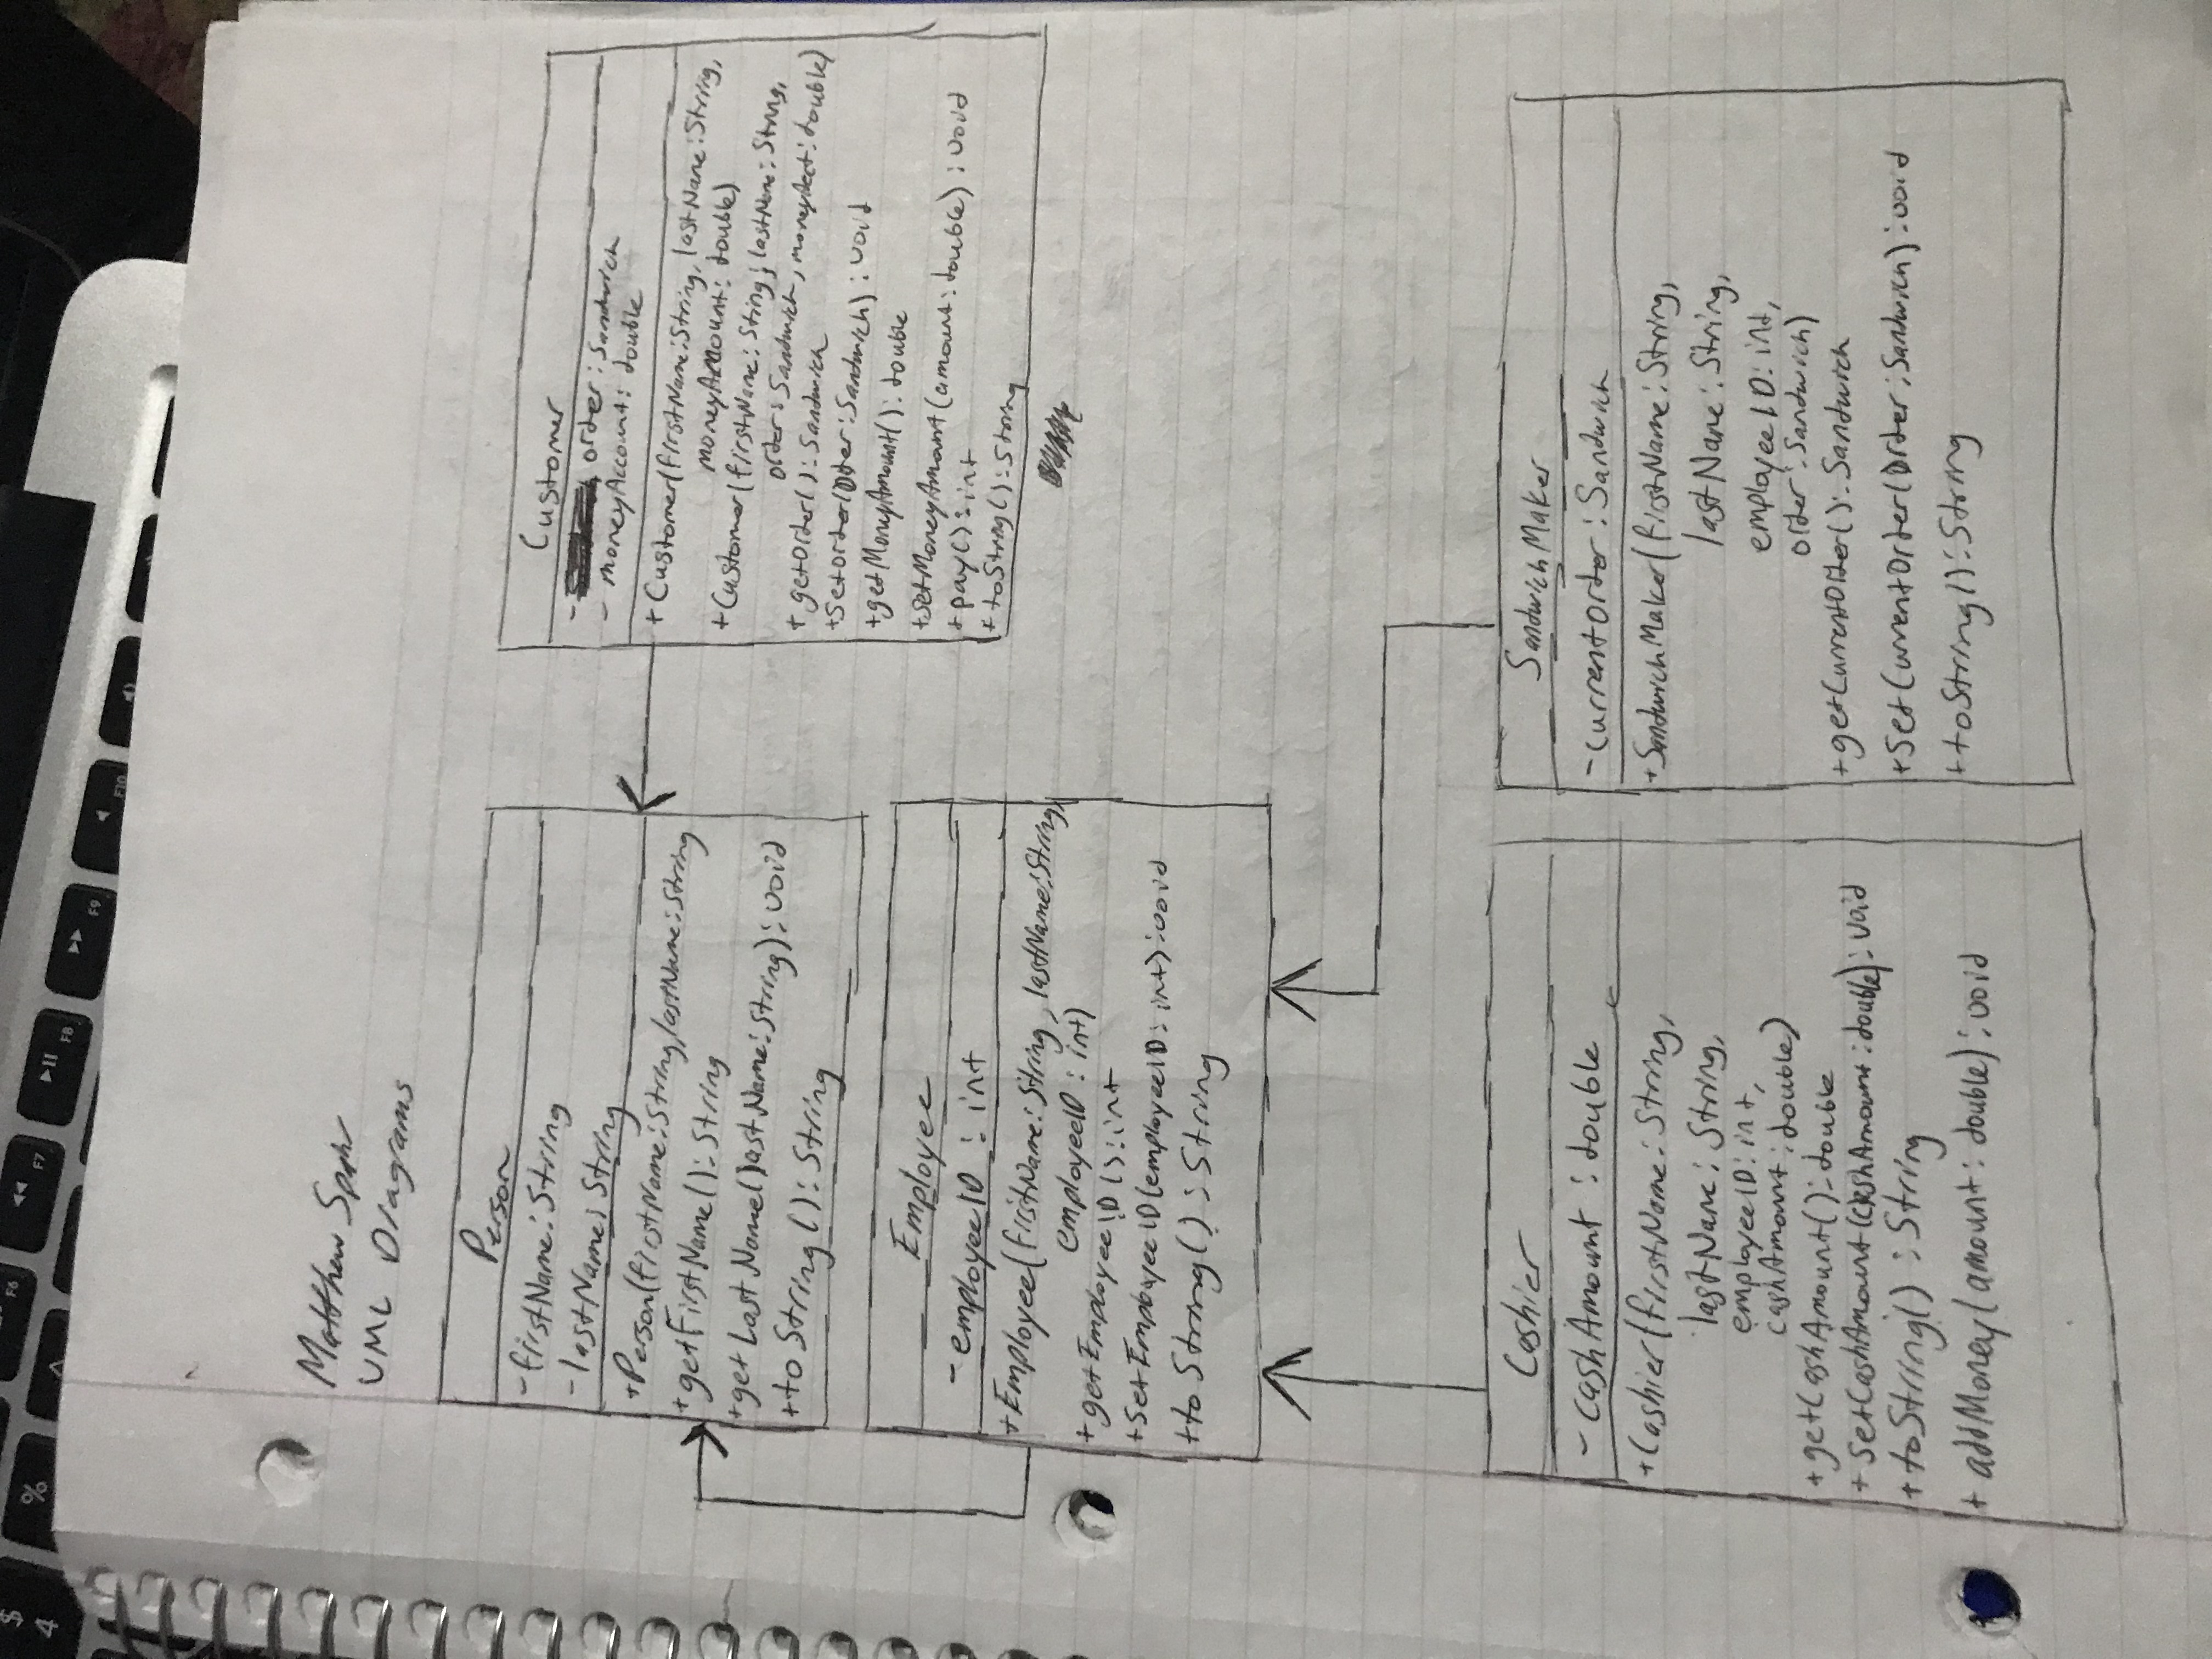 $
4
%
F6
F7
F8
F9
F10
Matthew Spahr
UML Diagrams
Person
-firstName: String
-lastName: String
+Person(firstName:String, lastName:String
+getFirstName(): String
+getLastName(lastName:String): void
+toString(): String
Customer
- order: Sandwich
- moneyAccount: double
+ Customer(firstName:String, lastName:String,
moneyAmount: double)
+Customer(firstName: String, lastName: String,
order: Sandwich, moneyAcct: double)
+ getOrder(): Sandwich
+setOrder(Order:Sandwich): void
+getMoneyAmount(): double
+setMoneyAmount(amount: double): void
+pay(): int
+ toString(): String
Employee
-employeeID : int
+Employee(firstName: String, lastName:String,
employeeID : int)
+getEmployeeID(): int
+setEmployeeID(employeeID: int): void
+toString(): String
Cashier
-cashAmount : double
+Cashier(firstName: String,
lastName: String,
employeeID: int,
cashAmount: double)
+getCashAmount(): double
+ setCashAmount(cashAmount: double): void
+toString() : String
+ addMoney(amount: double): void
SandwichMaker
-currentOrder: Sandwich
+SandwichMaker(firstName: String,
lastName: String,
employeeID: int,
order: Sandwich)
+getCurrentOrder(): Sandwich
+setCurrentOrder(Order: Sandwich): void
+toString(): String